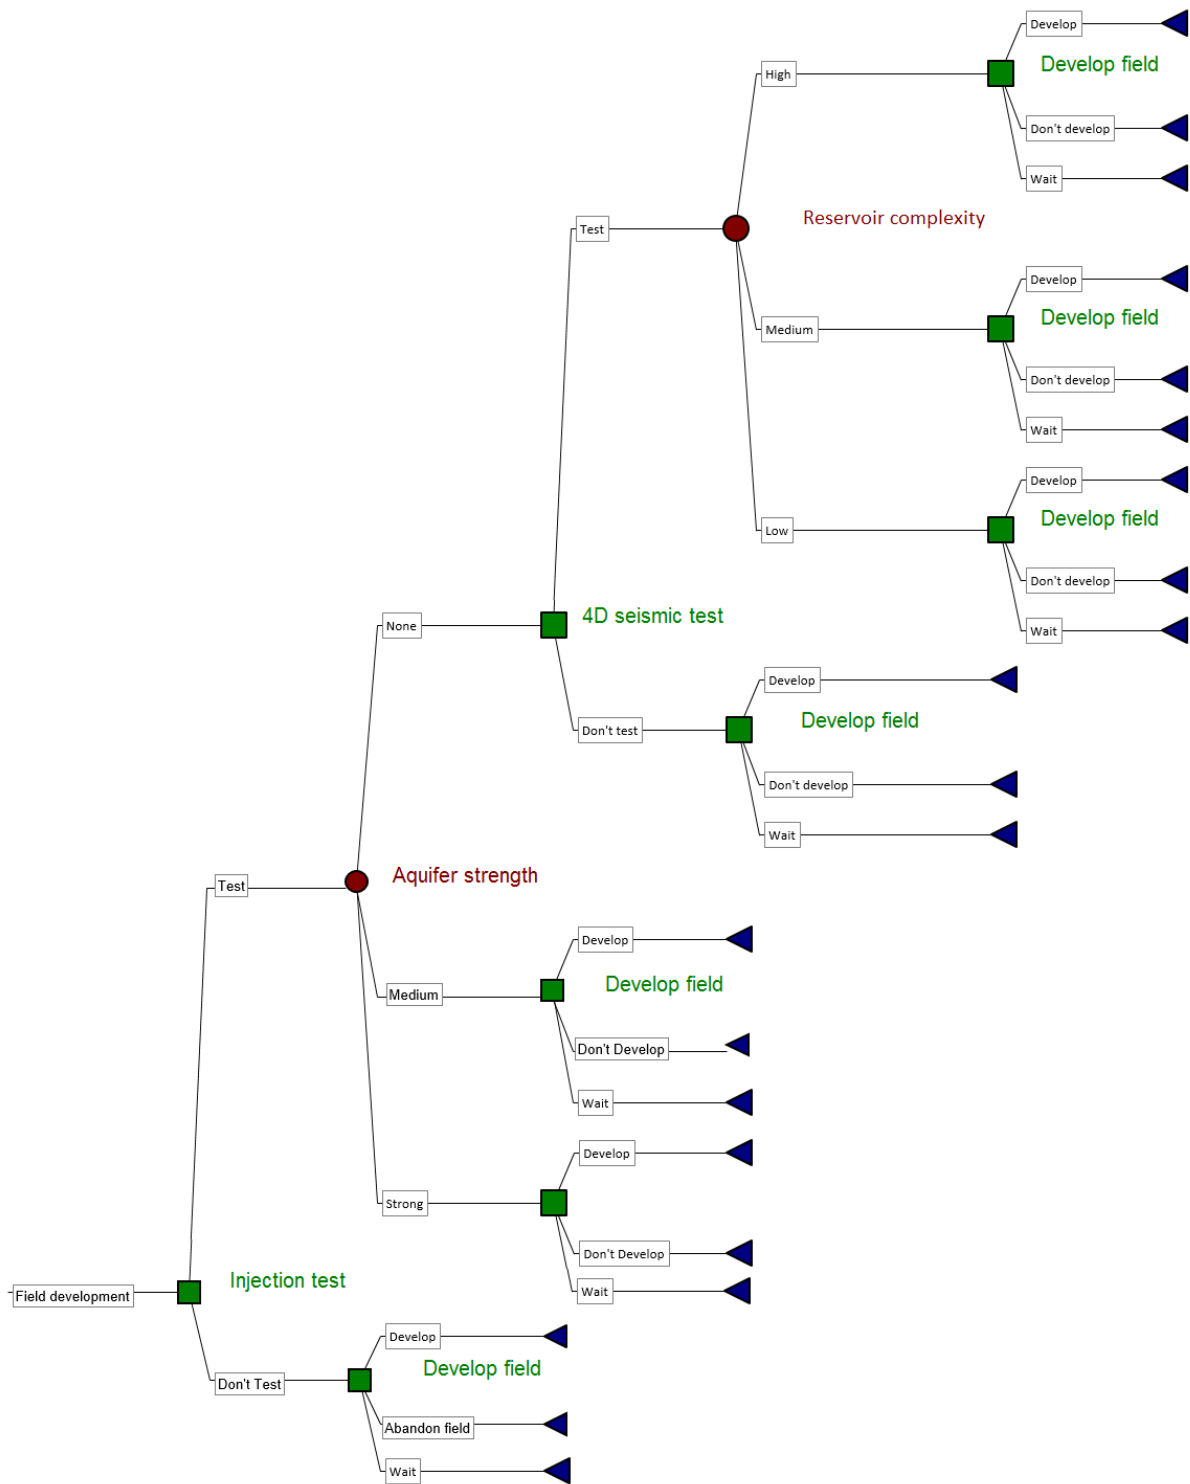 Develop
Develop field
High
Don't develop
Wait
Test
Reservoir complexity
Develop
Develop field
Medium
Don't develop
Wait
Develop
Develop field
Low
Don't develop
Wait
None
4D seismic test
Develop
Develop field
Don't test
Don't develop
Wait
Test
Aquifer strength
Develop
Develop field
Medium
Don't Develop
Wait
Develop
Strong
Don't Develop
Wait
Field development
Injection test
Develop
Develop field
Don't Test
Abandon field
Wait